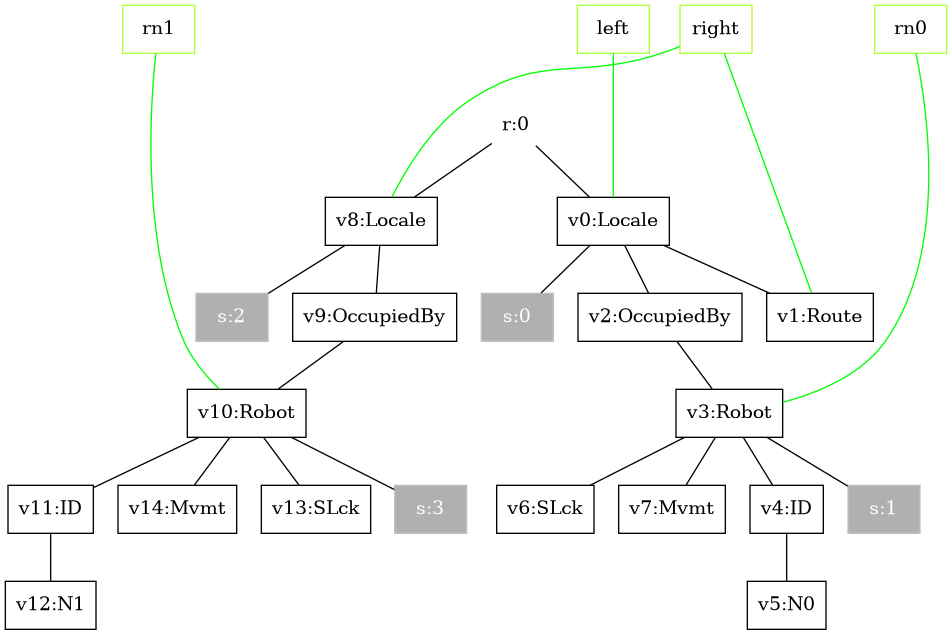 rn1
left
right
rn0
r:0
v8:Locale
v0:Locale
s:2
v9:OccupiedBy
s:0
v2:OccupiedBy
v1:Route
v10:Robot
v3:Robot
v11:ID
v14:Mvmt
v13:SLck
s:3
v6:SLck
v7:Mvmt
v4:ID
s:1
v12:N1
v5:N0